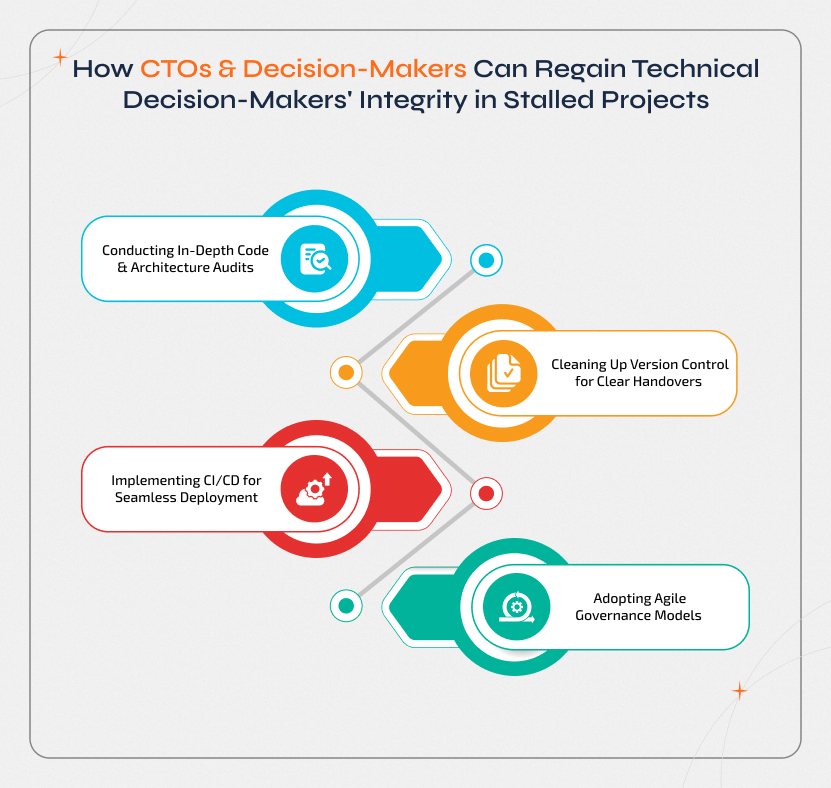 How CTOs & Decision-Makers Can Regain Technical
Decision-Makers' Integrity in Stalled Projects
Conducting In-Depth Code
& Architecture Audits
Cleaning Up Version Control
for Clear Handovers
Implementing CI/CD for
Seamless Deployment
Adopting Agile
Governance Models